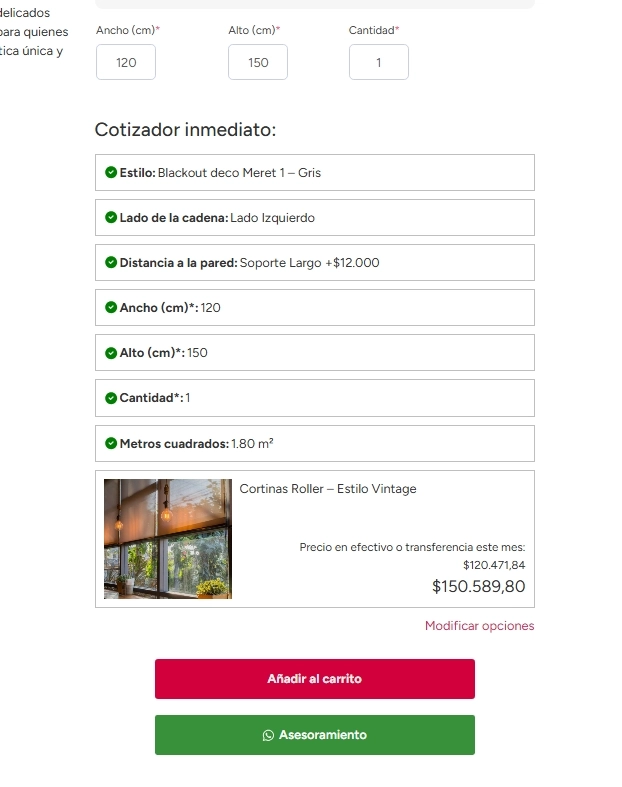 delicados
para quienes
tica única y
Ancho (cm)*
Alto (cm)*
Cantidad*
120
150
1
Cotizador inmediato:
Estilo: Blackout deco Meret 1 – Gris
Lado de la cadena: Lado Izquierdo
Distancia a la pared: Soporte Largo +$12.000
Ancho (cm)*: 120
Alto (cm)*: 150
Cantidad*: 1
Metros cuadrados: 1.80 m²
Cortinas Roller – Estilo Vintage
Precio en efectivo o transferencia este mes:
$120.471,84
$150.589,80
Modificar opciones
Añadir al carrito
Asesoramiento